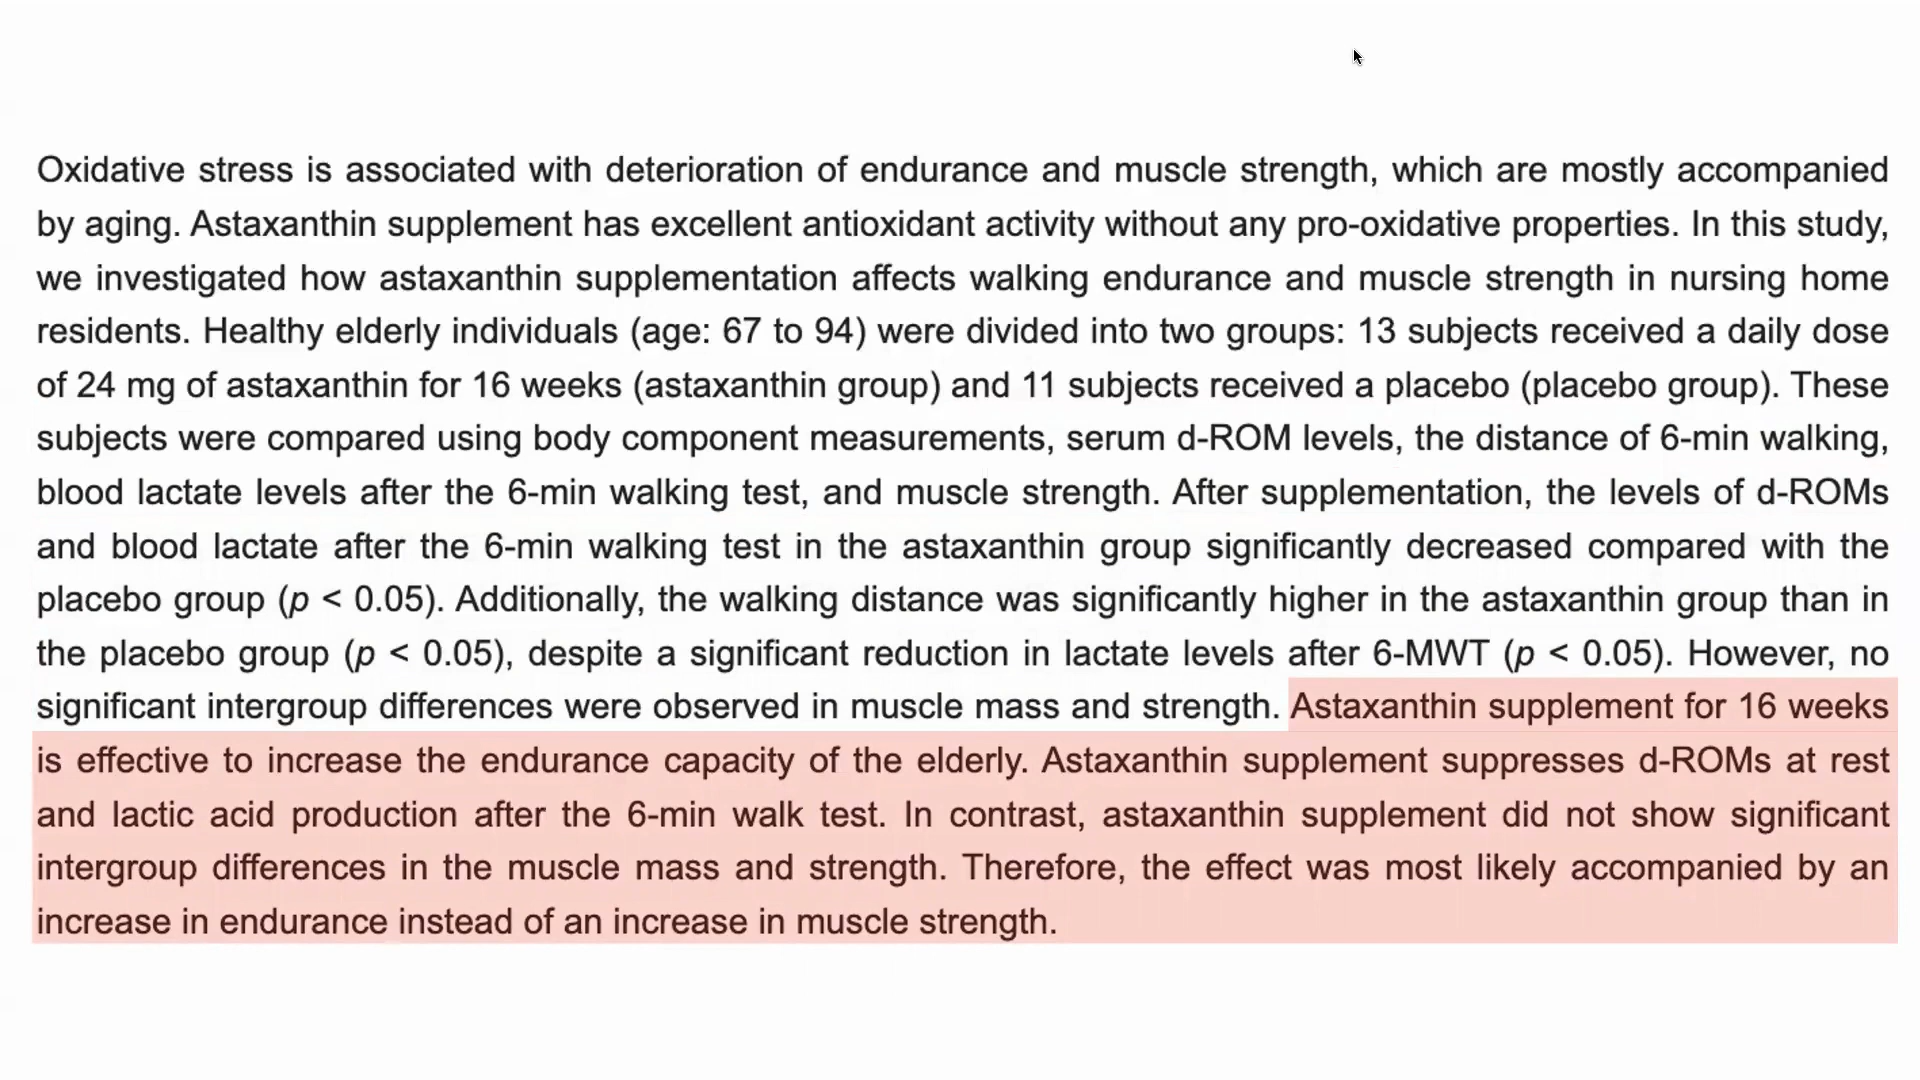 Oxidative stress is associated with deterioration of endurance and muscle strength, which are mostly accompanied
by aging. Astaxanthin supplement has excellent antioxidant activity without any pro-oxidative properties. In this study,
we investigated how astaxanthin supplementation affects walking endurance and muscle strength in nursing home
residents. Healthy elderly individuals (age: 67 to 94) were divided into two groups: 13 subjects received a daily dose
of 24 mg of astaxanthin for 16 weeks (astaxanthin group) and 11 subjects received a placebo (placebo group). These
subjects were compared using body component measurements, serum d-ROM levels, the distance of 6-min walking,
blood lactate levels after the 6-min walking test, and muscle strength. After supplementation, the levels of d-ROMs
and blood lactate after the 6-min walking test in the astaxanthin group significantly decreased compared with the
placebo group (p < 0.05). Additionally, the walking distance was significantly higher in the astaxanthin group than in
the placebo group (p < 0.05), despite a significant reduction in lactate levels after 6-MWT (p < 0.05). However, no
significant intergroup differences were observed in muscle mass and strength. Astaxanthin supplement for 16 weeks
is effective to increase the endurance capacity of the elderly. Astaxanthin supplement suppresses d-ROMs at rest
and lactic acid production after the 6-min walk test. In contrast, astaxanthin supplement did not show significant
intergroup differences in the muscle mass and strength. Therefore, the effect was most likely accompanied by an
increase in endurance instead of an increase in muscle strength.